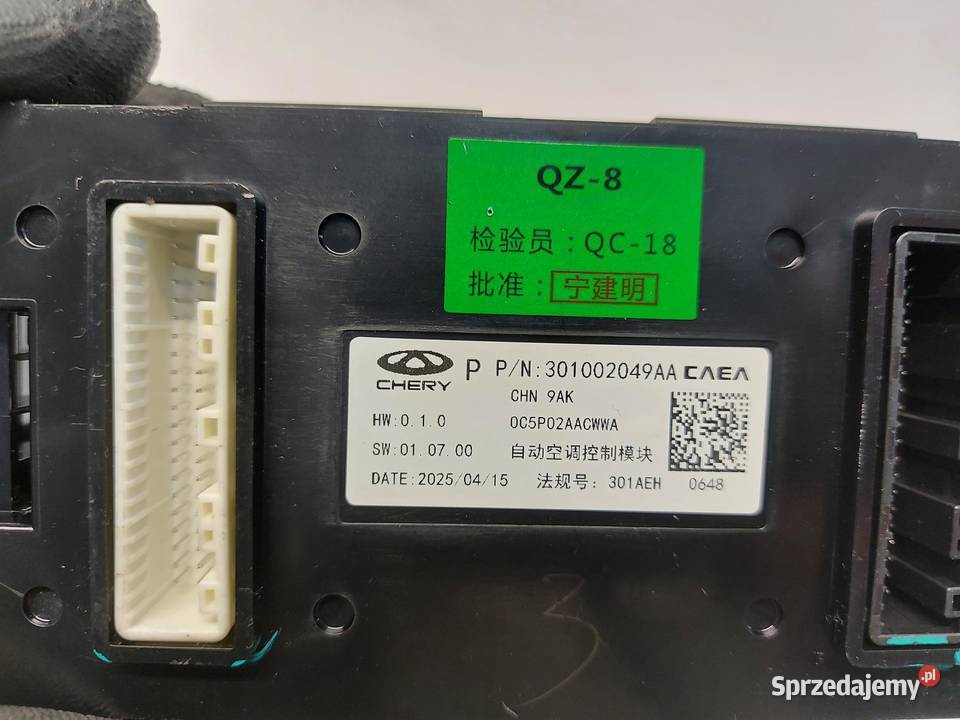 QZ-8
检验员：QC-18
批准：宁建明
CHERY P P/N:301002049AA CAEA
CHN 9AK
HW:0.1.0 0C5P02AACWWA
SW:01.07.00 自动空调控制模块
DATE:2025/04/15 法规号：301AEH 0648
3
Sprzedajemy.pl